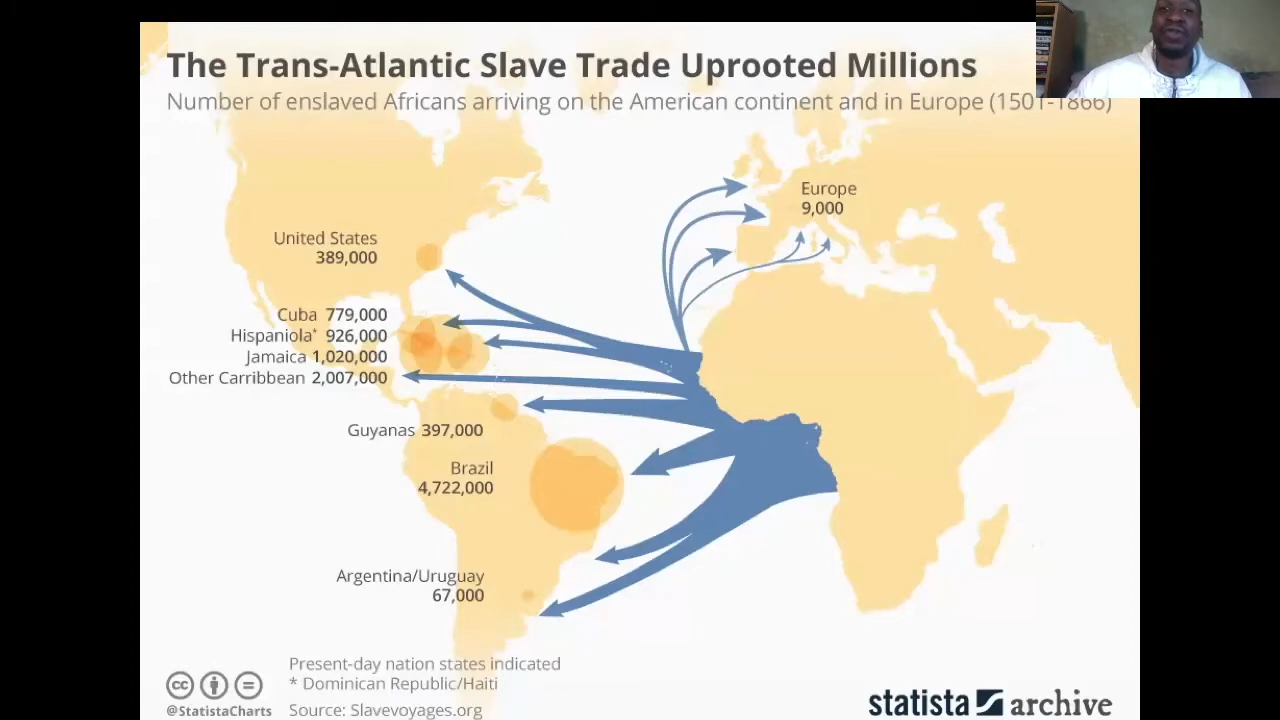 The Trans-Atlantic Slave Trade Uprooted Millions
Number of enslaved Africans arriving on the American continent and in Europe (1501-1866)
Europe
9,000
United States
389,000
Cuba 779,000
Hispaniola* 926,000
Jamaica 1,020,000
Other Carribbean 2,007,000
Guyanas 397,000
Brazil
4,722,000
Argentina/Uruguay
67,000
Present-day nation states indicated
* Dominican Republic/Haiti
@StatistaCharts Source: Slavevoyages.org
cc
statista archive